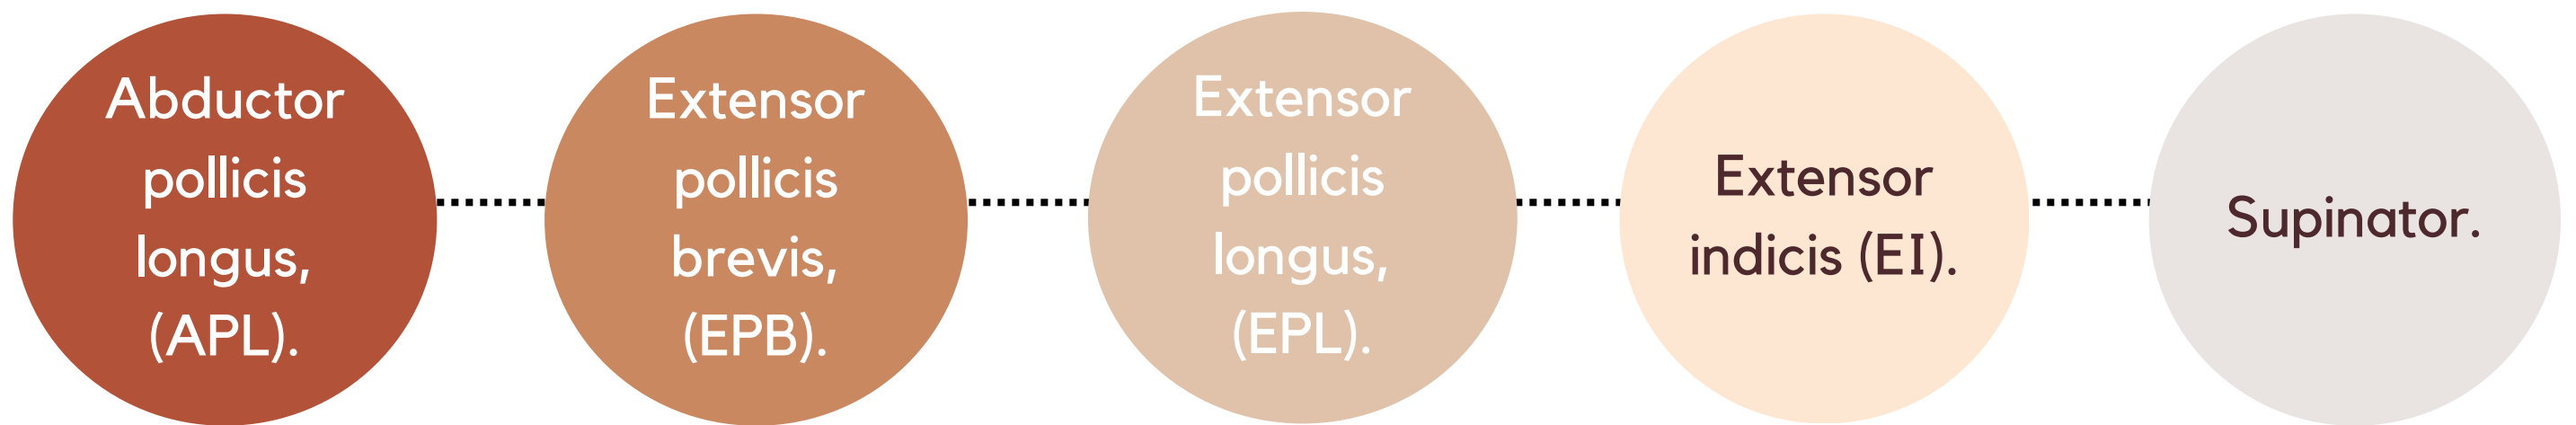 Abductor
pollicis
longus,
(APL).
Extensor
pollicis
brevis,
(EPB).
Extensor
pollicis
longus,
(EPL).
Extensor
indicis (EI).
Supinator.